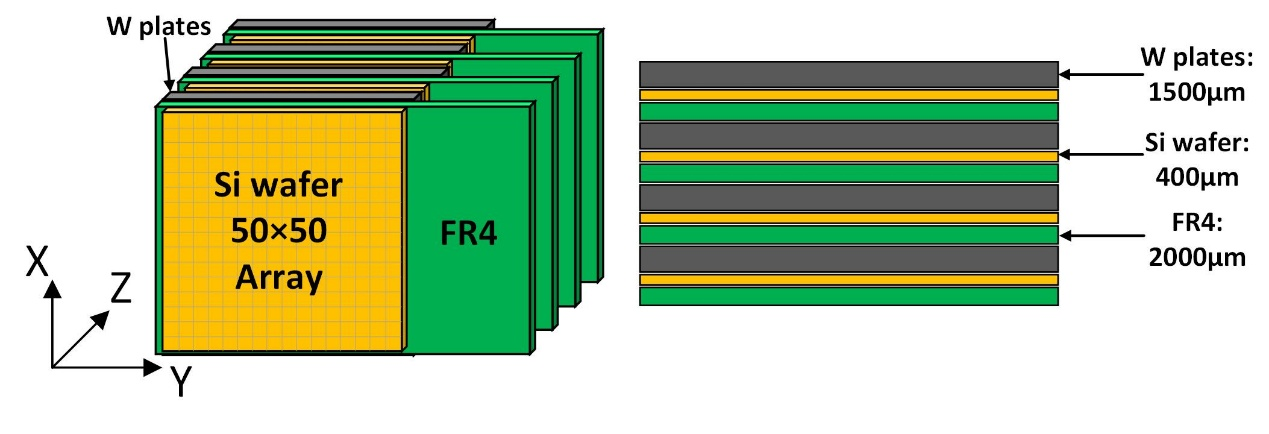 W plates
Si wafer
50×50
Array
FR4
X
Z
Y
W plates:
1500µm
Si wafer:
400µm
FR4:
2000µm